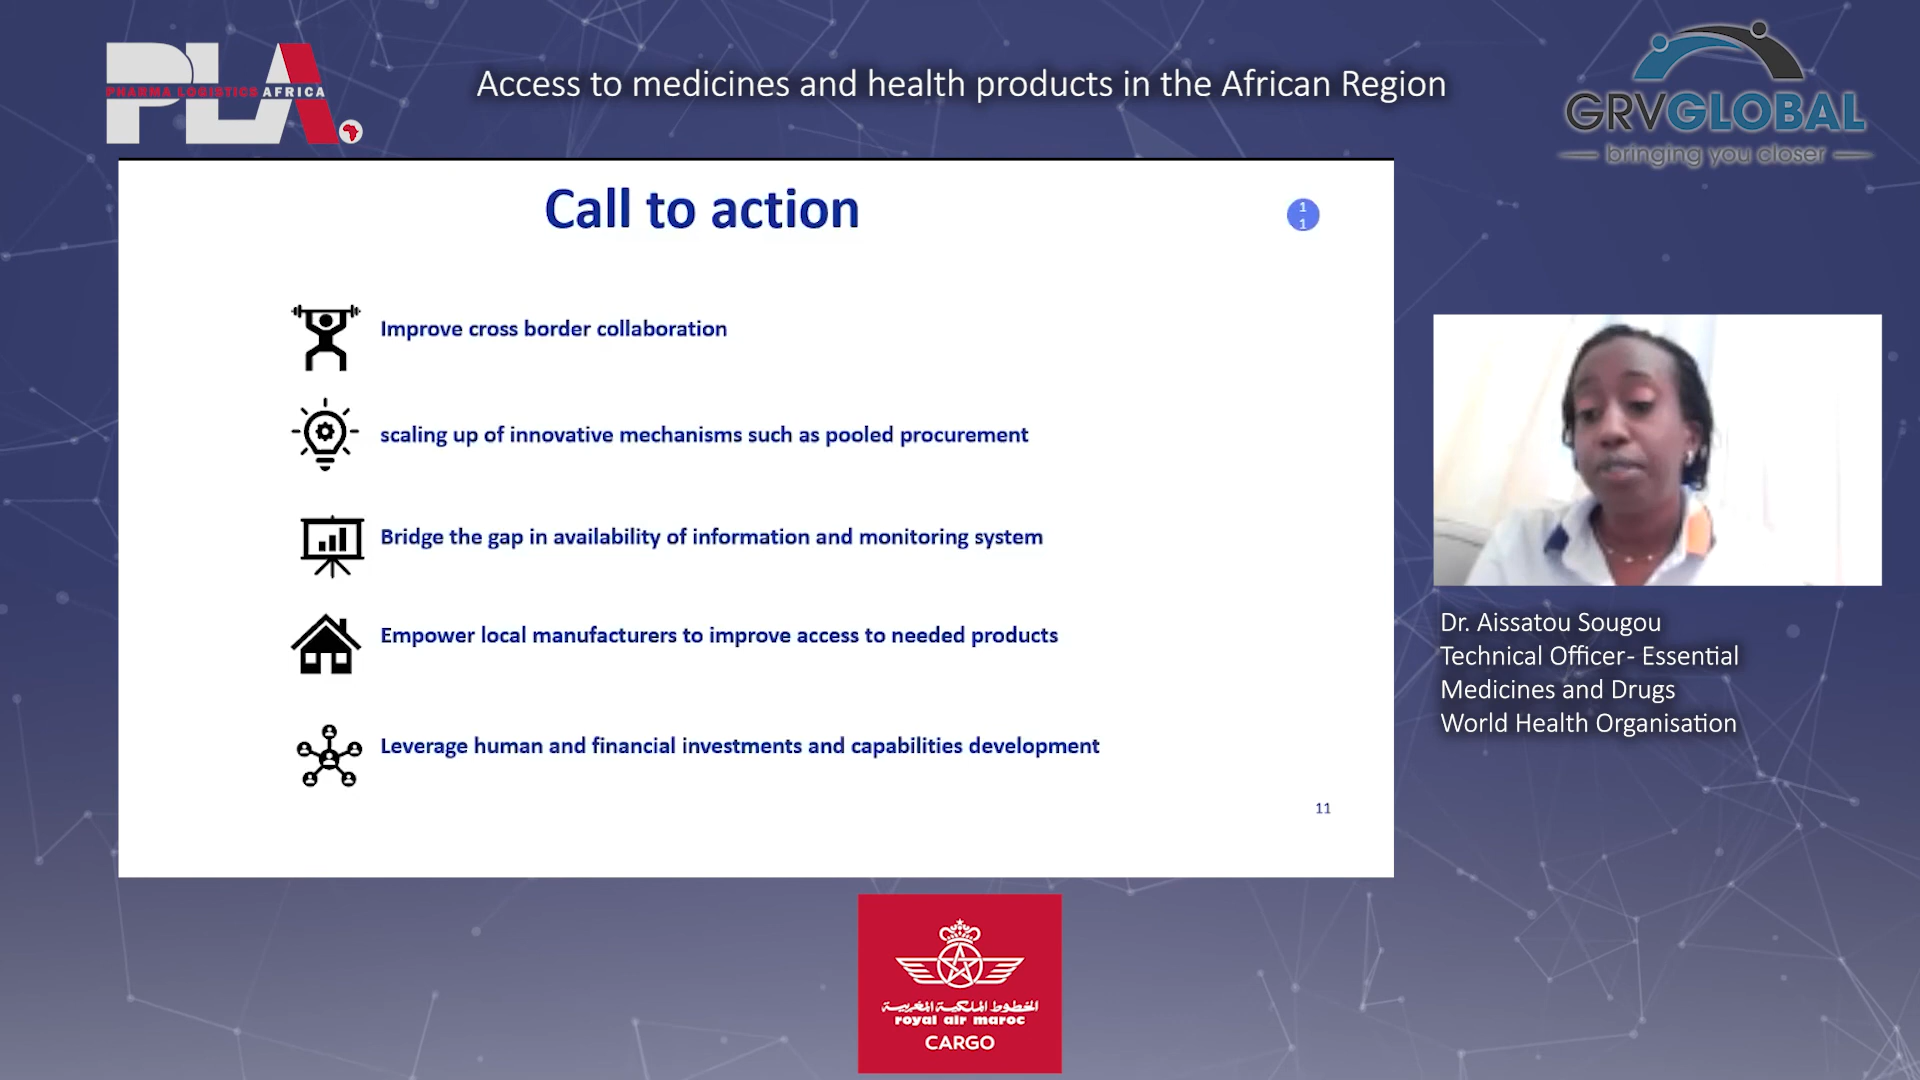 PLA
PHARMA LOGISTICS AFRICA
Access to medicines and health products in the African Region
GRVGLOBAL
bringing you closer
Call to action
1
1
Improve cross border collaboration
scaling up of innovative mechanisms such as pooled procurement
Bridge the gap in availability of information and monitoring system
Empower local manufacturers to improve access to needed products
Leverage human and financial investments and capabilities development
11
Dr. Aissatou Sougou
Technical Officer- Essential
Medicines and Drugs
World Health Organisation
الخطوط الملكية المغربية
royal air maroc
CARGO